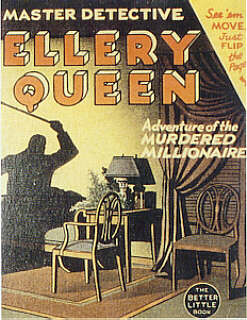 MASTER DETECTIVE
ELLERY
QUEEN
See 'em
MOVE
Just
FLIP
the
Pages
Adventure of the
MURDERED
MILLIONAIRE
THE
BETTER
LITTLE
BOOK